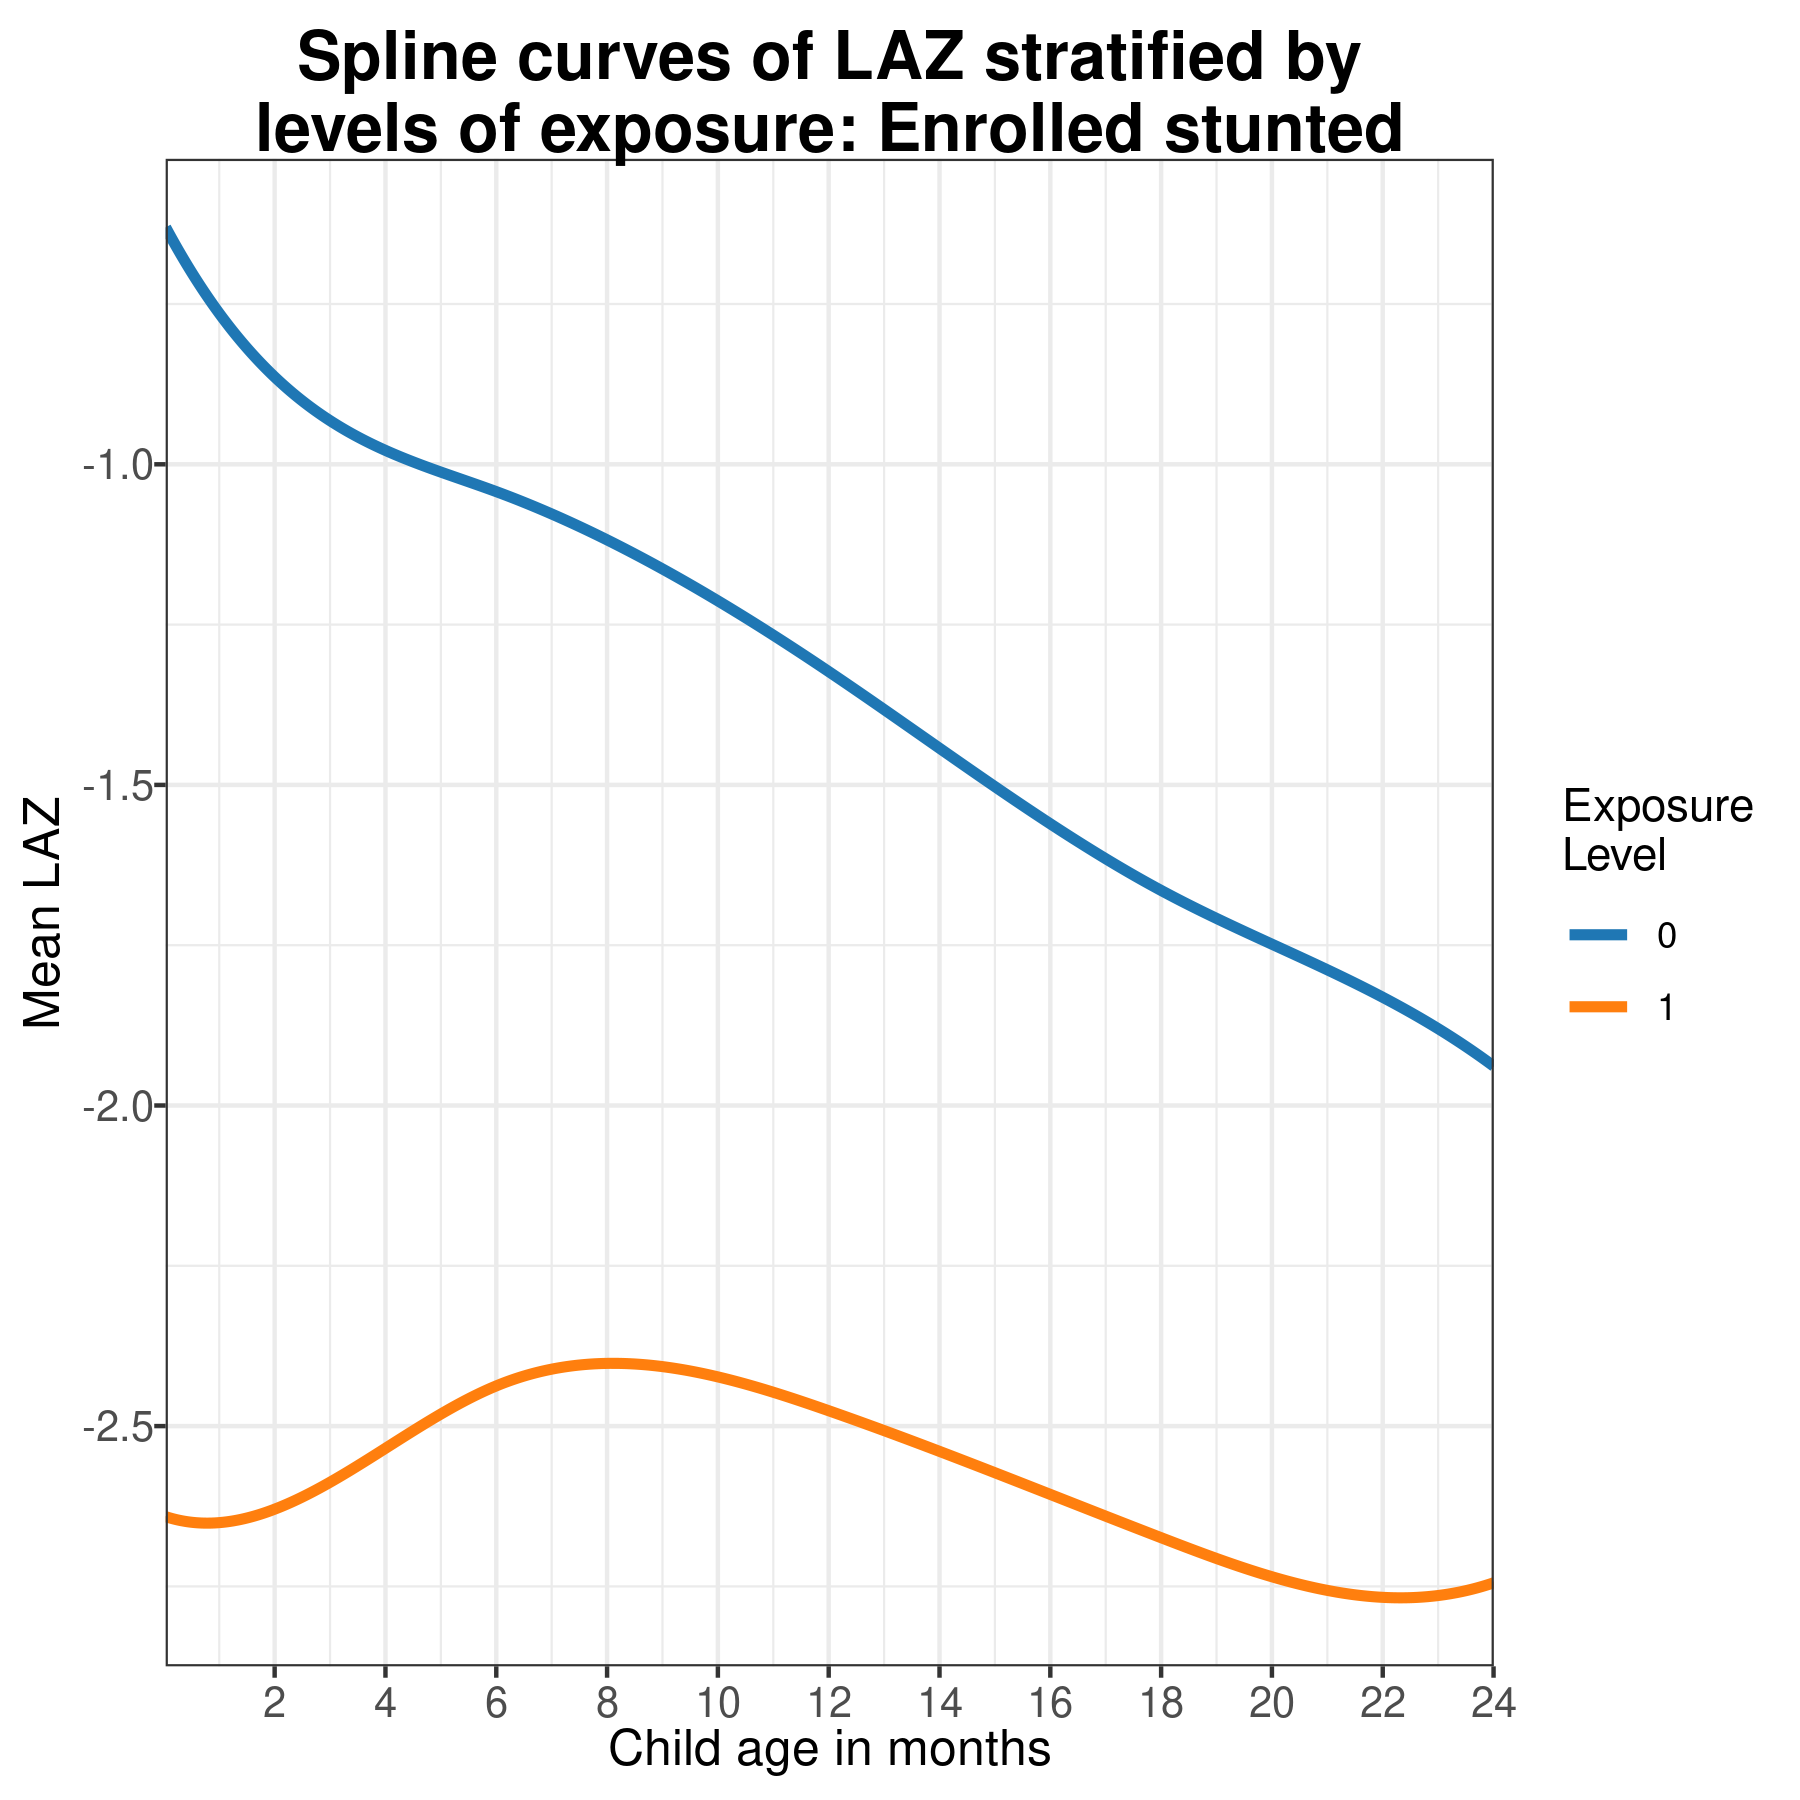 Spline curves of LAZ stratified by
levels of exposure: Enrolled stunted
Mean LAZ
-1.0
-1.5
-2.0
-2.5
2 4 6 8 10 12 14 16 18 20 22 24
Child age in months
Exposure
Level
0
1